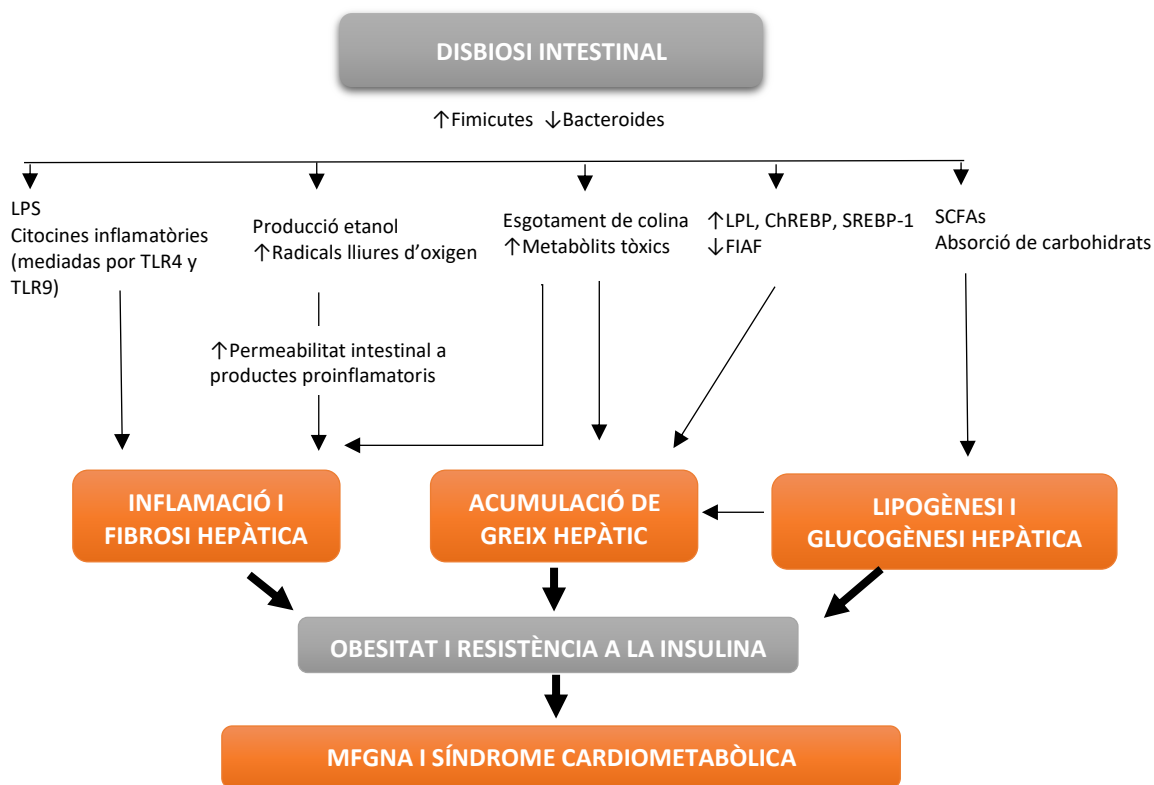 DISBIOSI INTESTINAL
↑Fimicutes ↓Bacteroides
LPS
Citocines inflamatòries
(mediadas por TLR4 y
TLR9)
Producció etanol
↑Radicals lliures d’oxigen
Esgotament de colina
↑Metabòlits tòxics
↑LPL, ChREBP, SREBP-1
↓FIAF
SCFAs
Absorció de carbohidrats
↑Permeabilitat intestinal a
productes proinflamatoris
INFLAMACIÓ I
FIBROSI HEPÀTICA
ACUMULACIÓ DE
GREIX HEPÀTIC
LIPOGÈNESI I
GLUCOGÈNESI HEPÀTICA
OBESITAT I RESISTÈNCIA A LA INSULINA
MFGNA I SÍNDROME CARDIOMETABÒLICA